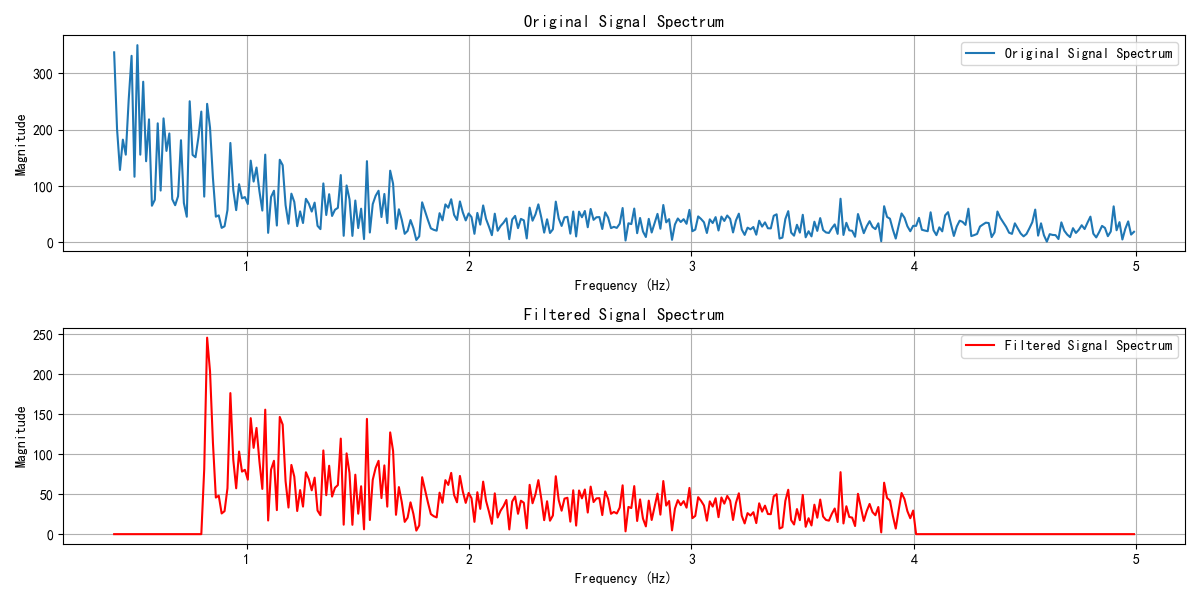 Original Signal Spectrum
Original Signal Spectrum
Magnitude
300
200
100
0
1 2 3 4 5
Frequency (Hz)
Filtered Signal Spectrum
Filtered Signal Spectrum
Magnitude
250
200
150
100
50
0
1 2 3 4 5
Frequency (Hz)